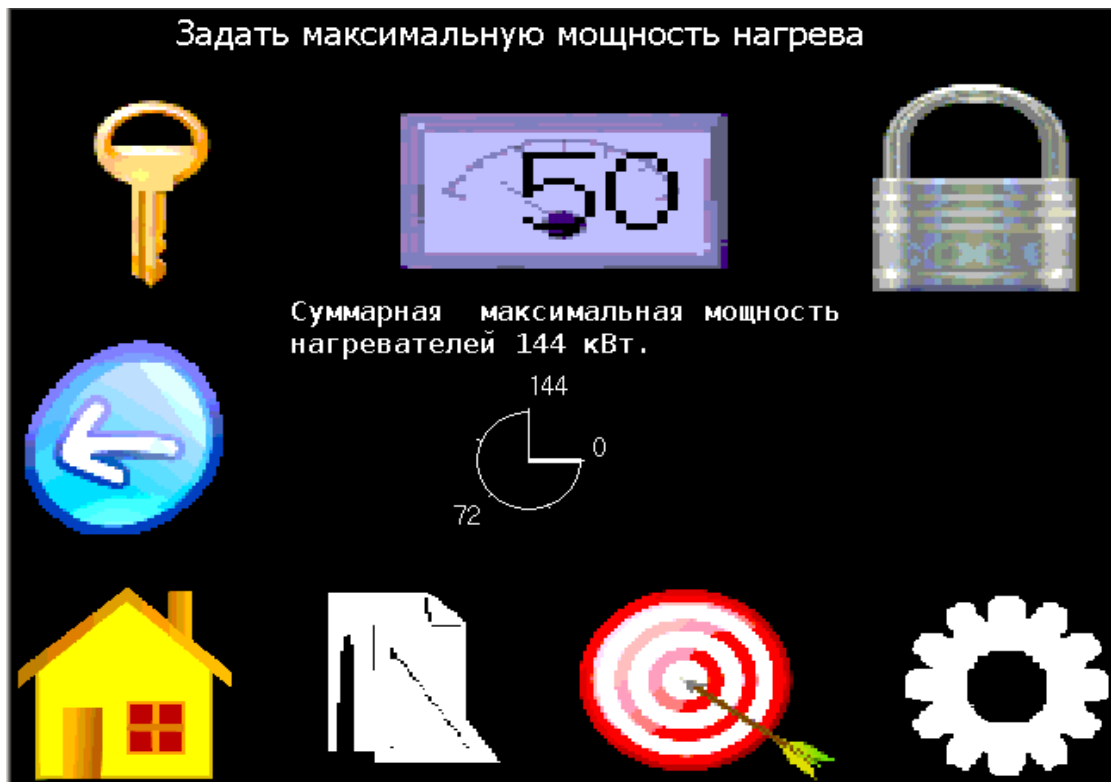 Задать максимальную мощность нагрева
50
Суммарная максимальная мощность
нагревателей 144 кВт.
144
0
72